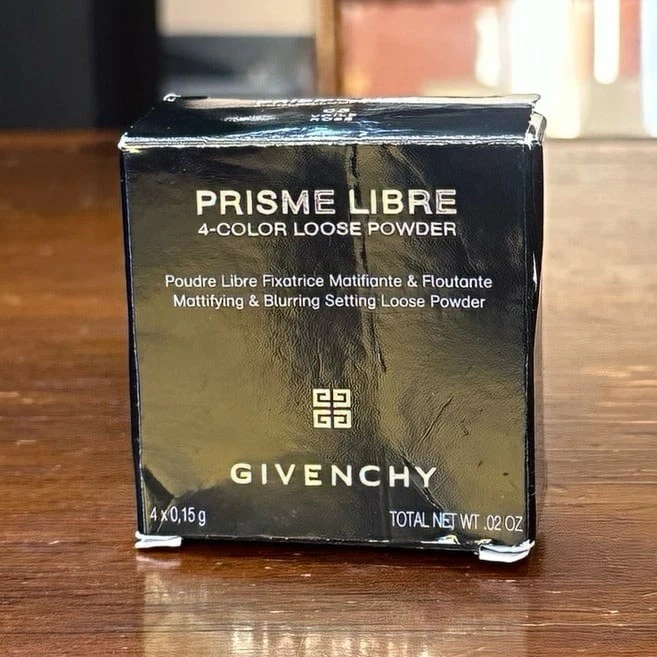 PRISME LIBRE
4-COLOR LOOSE POWDER
Poudre Libre Fixatrice Matifiante & Floutante
Mattifying & Blurring Setting Loose Powder
GIVENCHY
4 x 0,15 g
TOTAL NET WT .02 OZ